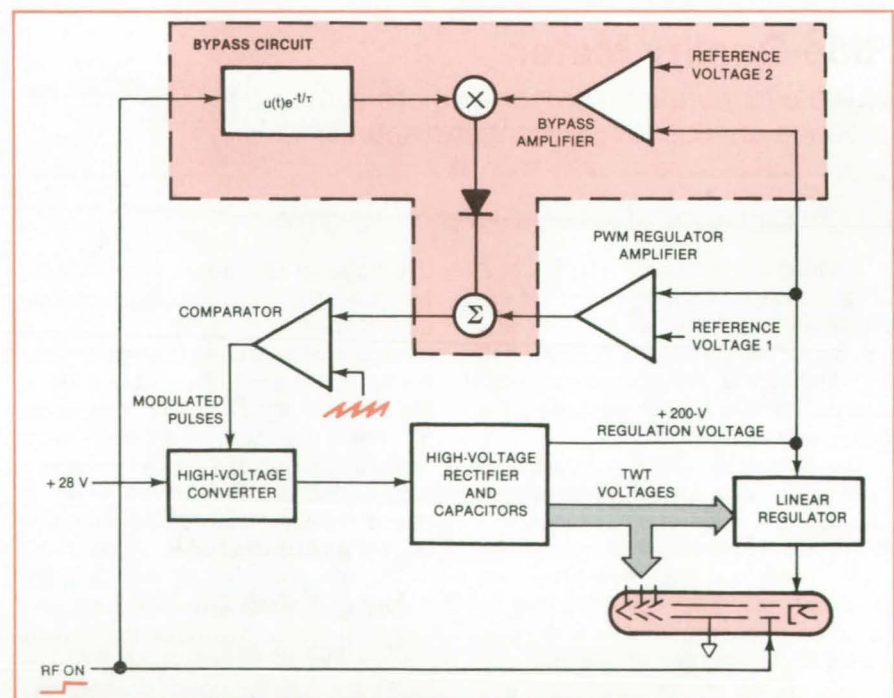 BYPASS CIRCUIT
u(t)e-t/τ
×
REFERENCE
VOLTAGE 2
BYPASS
AMPLIFIER
PWM REGULATOR
AMPLIFIER
COMPARATOR
Σ
REFERENCE
VOLTAGE 1
MODULATED
PULSES
+ 200-V
REGULATION VOLTAGE
+ 28 V
HIGH-VOLTAGE
CONVERTER
HIGH-VOLTAGE
RECTIFIER
AND
CAPACITORS
TWT
VOLTAGES
LINEAR
REGULATOR
RF ON